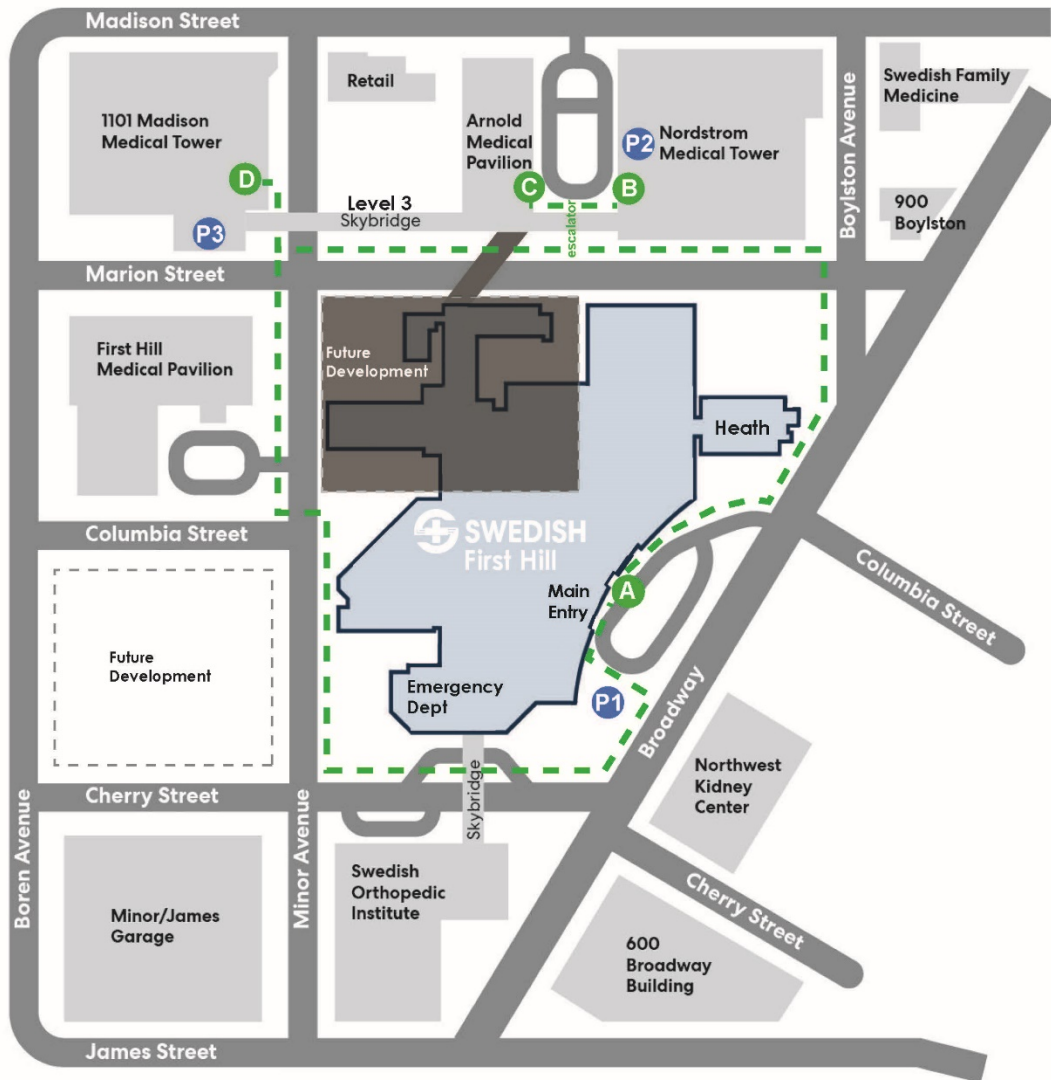 Madison Street
Retail
1101 Madison
Medical Tower
Arnold
Medical
Pavilion
P2
Nordstrom
Medical Tower
Boylston Avenue
Swedish Family
Medicine
D
C
B
Level 3
Skybridge
escalator
P3
900
Boylston
Marion Street
First Hill
Medical Pavilion
Future
Development
Heath
Columbia Street
SWEDISH
First Hill
Main
Entry
A
Columbia Street
Future
Development
Emergency
Dept
P1
Broadway
Skybridge
Northwest
Kidney
Center
Cherry Street
Boren Avenue
Minor Avenue
Minor/James
Garage
Swedish
Orthopedic
Institute
Cherry Street
600
Broadway
Building
James Street